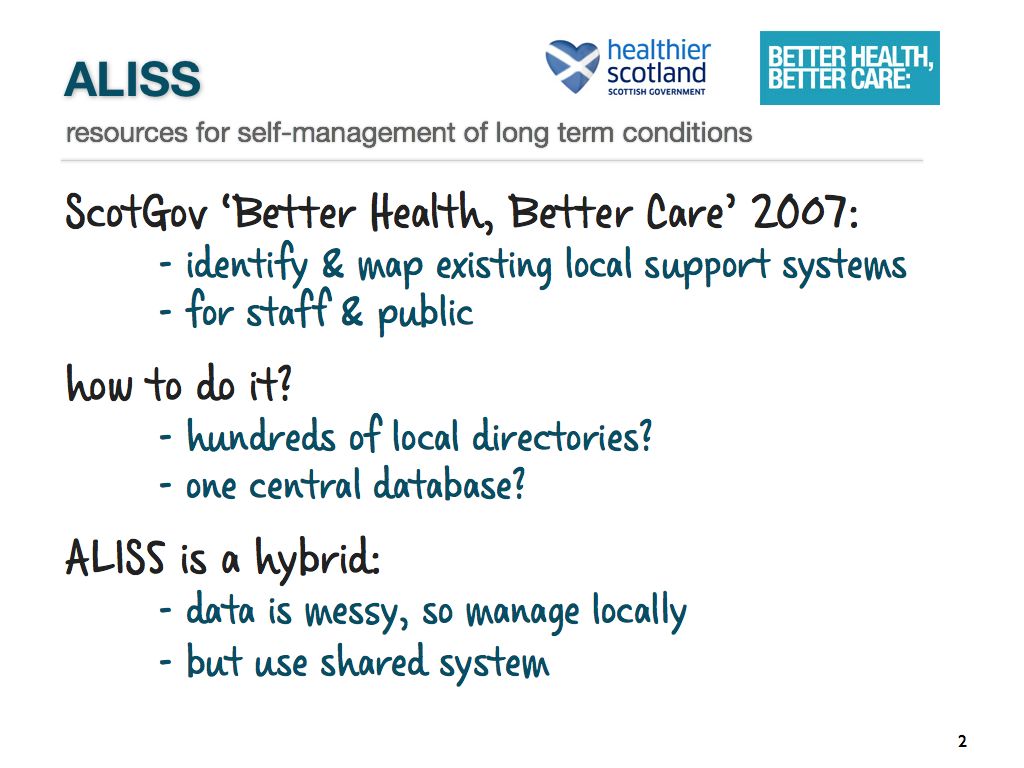 ALISS
healthier
scotland
SCOTTISH GOVERNMENT
BETTER HEALTH,
BETTER CARE:
resources for self-management of long term conditions
ScotGov ‘Better Health, Better Care’ 2007:
- identify & map existing local support systems
- for staff & public
how to do it?
- hundreds of local directories?
- one central database?
ALISS is a hybrid:
- data is messy, so manage locally
- but use shared system
2